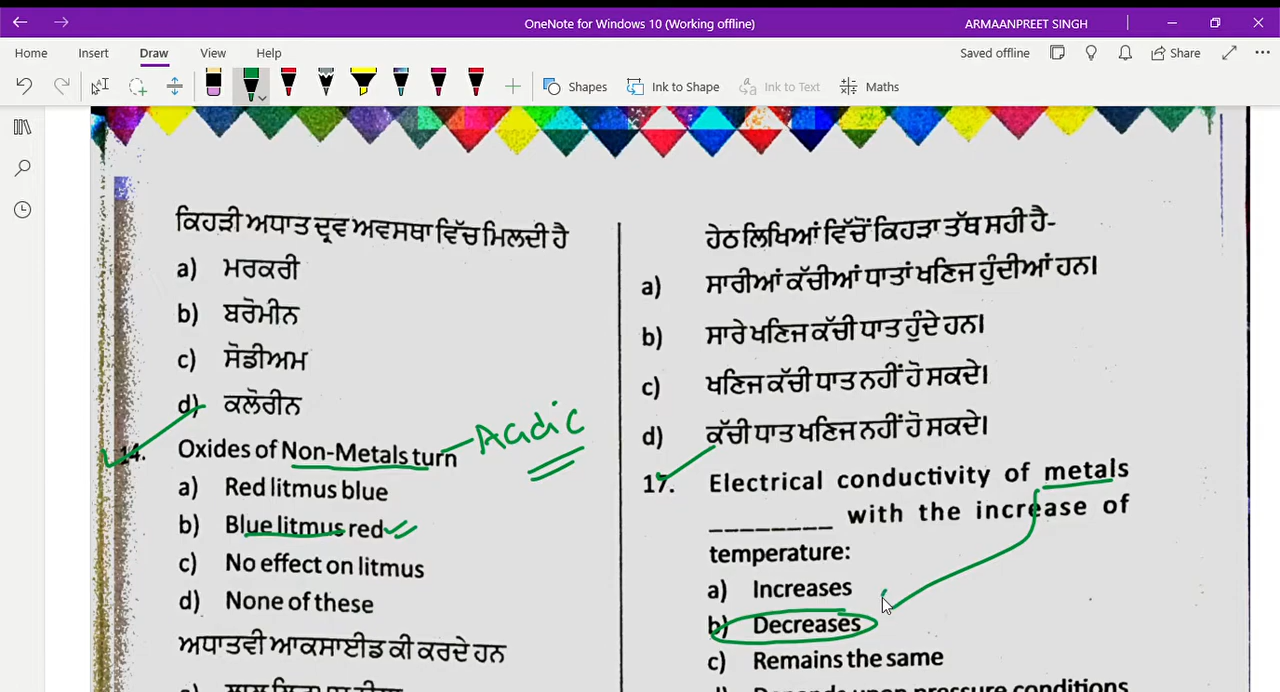 OneNote for Windows 10 (Working offline)
ARMAANPREET SINGH
Home Insert Draw View Help
Saved offline
Share
Shapes
Ink to Shape
Ink to Text
Maths
ਕਿਹੜੀ ਅਧਾਤ ਦ੍ਰਵ ਅਵਸਥਾ ਵਿੱਚ ਮਿਲਦੀ ਹੈ
a) ਮਰਕਰੀ
b) ਬਰੋਮੀਨ
c) ਸੋਡੀਅਮ
d) ਕਲੋਰੀਨ
14. Oxides of Non-Metals turn
Acidic
a) Red litmus blue
b) Blue litmus red
c) No effect on litmus
d) None of these
ਅਧਾਤਵੀ ਆਕਸਾਈਡ ਕੀ ਕਰਦੇ ਹਨ
ਹੇਠ ਲਿਖਿਆਂ ਵਿੱਚੋਂ ਕਿਹੜਾ ਤੱਥ ਸਹੀ ਹੈ-
a) ਸਾਰੀਆਂ ਕੱਚੀਆਂ ਧਾਤਾਂ ਖਣਿਜ ਹੁੰਦੀਆਂ ਹਨ।
b) ਸਾਰੇ ਖਣਿਜ ਕੱਚੀ ਧਾਤ ਹੁੰਦੇ ਹਨ।
c) ਖਣਿਜ ਕੱਚੀ ਧਾਤ ਨਹੀਂ ਹੋ ਸਕਦੇ।
d) ਕੱਚੀ ਧਾਤ ਖਣਿਜ ਨਹੀਂ ਹੋ ਸਕਦੇ।
17. Electrical conductivity of metals
________ with the increase of
temperature:
a) Increases
b) Decreases
c) Remains the same
d) Depends upon pressure conditions